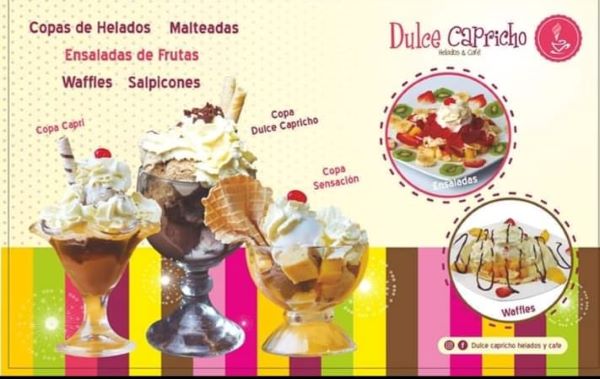 Copas de Helados Malteadas
Ensaladas de Frutas
Waffles Salpicones
Dulce Capricho
Helados & Café
Copa Capri
Copa
Dulce Capricho
Copa
Sensación
Ensaladas
Waffles
Dulce capricho helados y cafe